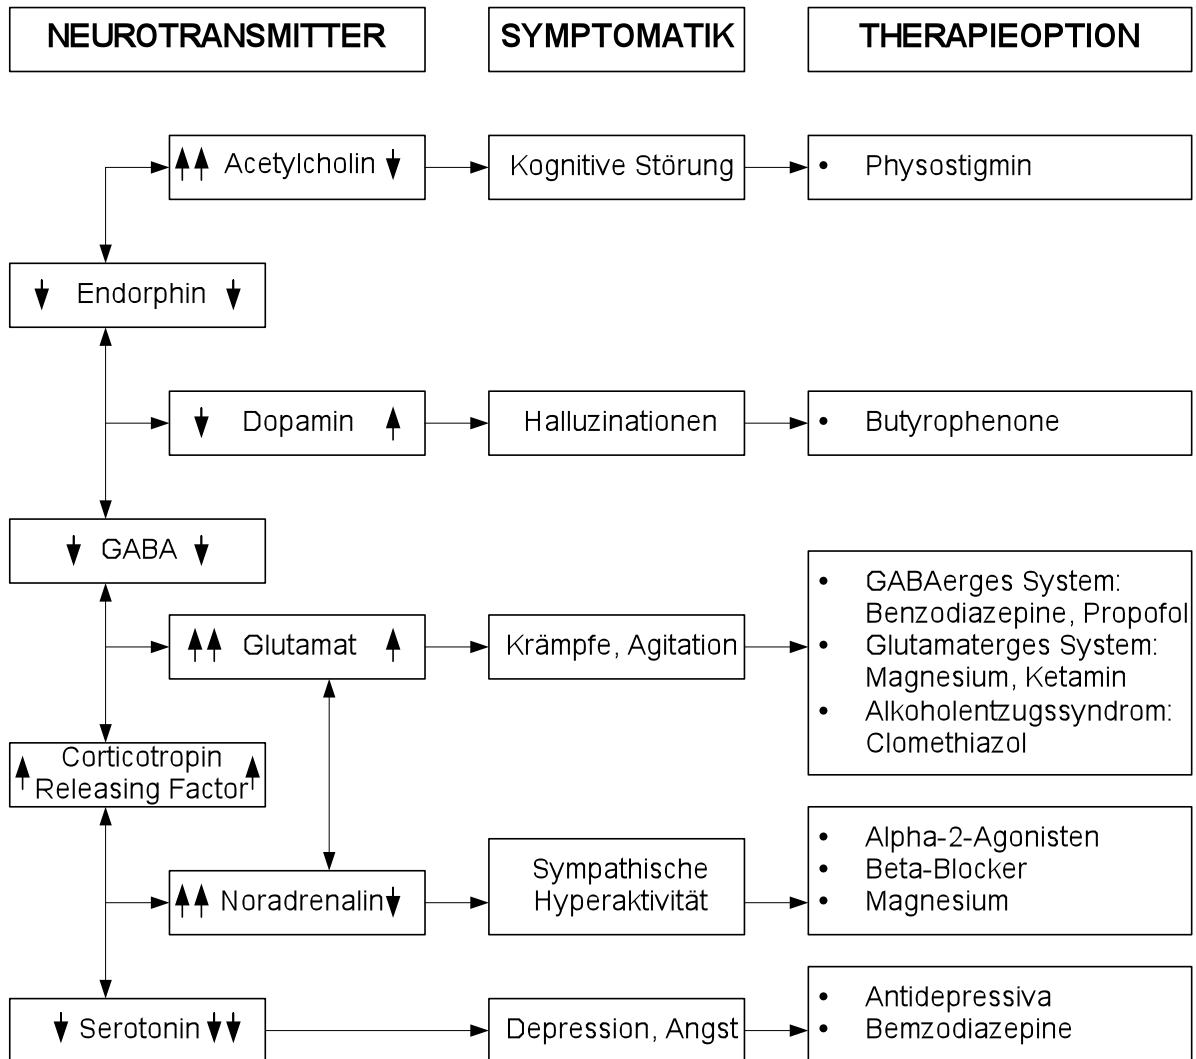 NEUROTRANSMITTER
SYMPTOMATIK
THERAPIEOPTION
Acetylcholin
Kognitive Störung
• Physostigmin
Endorphin
Dopamin
Halluzinationen
• Butyrophenone
GABA
Glutamat
Krämpfe, Agitation
• GABAerges System:
Benzodiazepine, Propofol
• Glutamaterges System:
Magnesium, Ketamin
• Alkoholentzugssyndrom:
Clomethiazol
Corticotropin
Releasing Factor
Noradrenalin
Sympathische
Hyperaktivität
• Alpha-2-Agonisten
• Beta-Blocker
• Magnesium
Serotonin
Depression, Angst
• Antidepressiva
• Bemzodiazepine